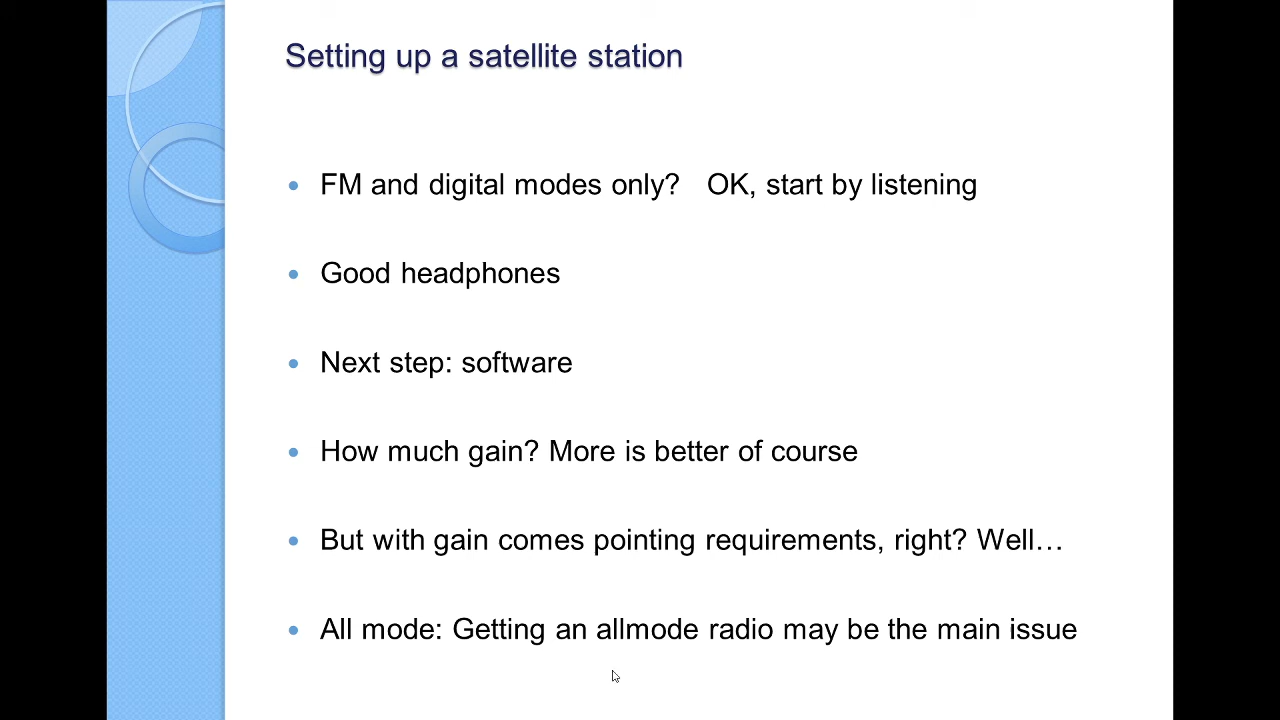 Setting up a satellite station
FM and digital modes only? OK, start by listening
Good headphones
Next step: software
How much gain? More is better of course
But with gain comes pointing requirements, right? Well…
All mode: Getting an allmode radio may be the main issue